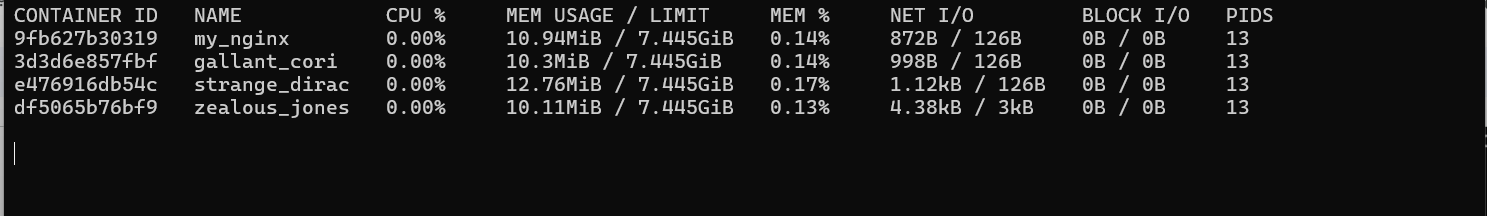 CONTAINER ID   NAME            CPU %     MEM USAGE / LIMIT     MEM %     NET I/O         BLOCK I/O   PIDS
9fb627b30319   my_nginx        0.00%     10.94MiB / 7.445GiB   0.14%     872B / 126B     0B / 0B     13
3d3d6e857fbf   gallant_cori    0.00%     10.3MiB / 7.445GiB    0.14%     998B / 126B     0B / 0B     13
e476916db54c   strange_dirac   0.00%     12.76MiB / 7.445GiB   0.17%     1.12kB / 126B   0B / 0B     13
df5065b76bf9   zealous_jones   0.00%     10.11MiB / 7.445GiB   0.13%     4.38kB / 3kB    0B / 0B     13